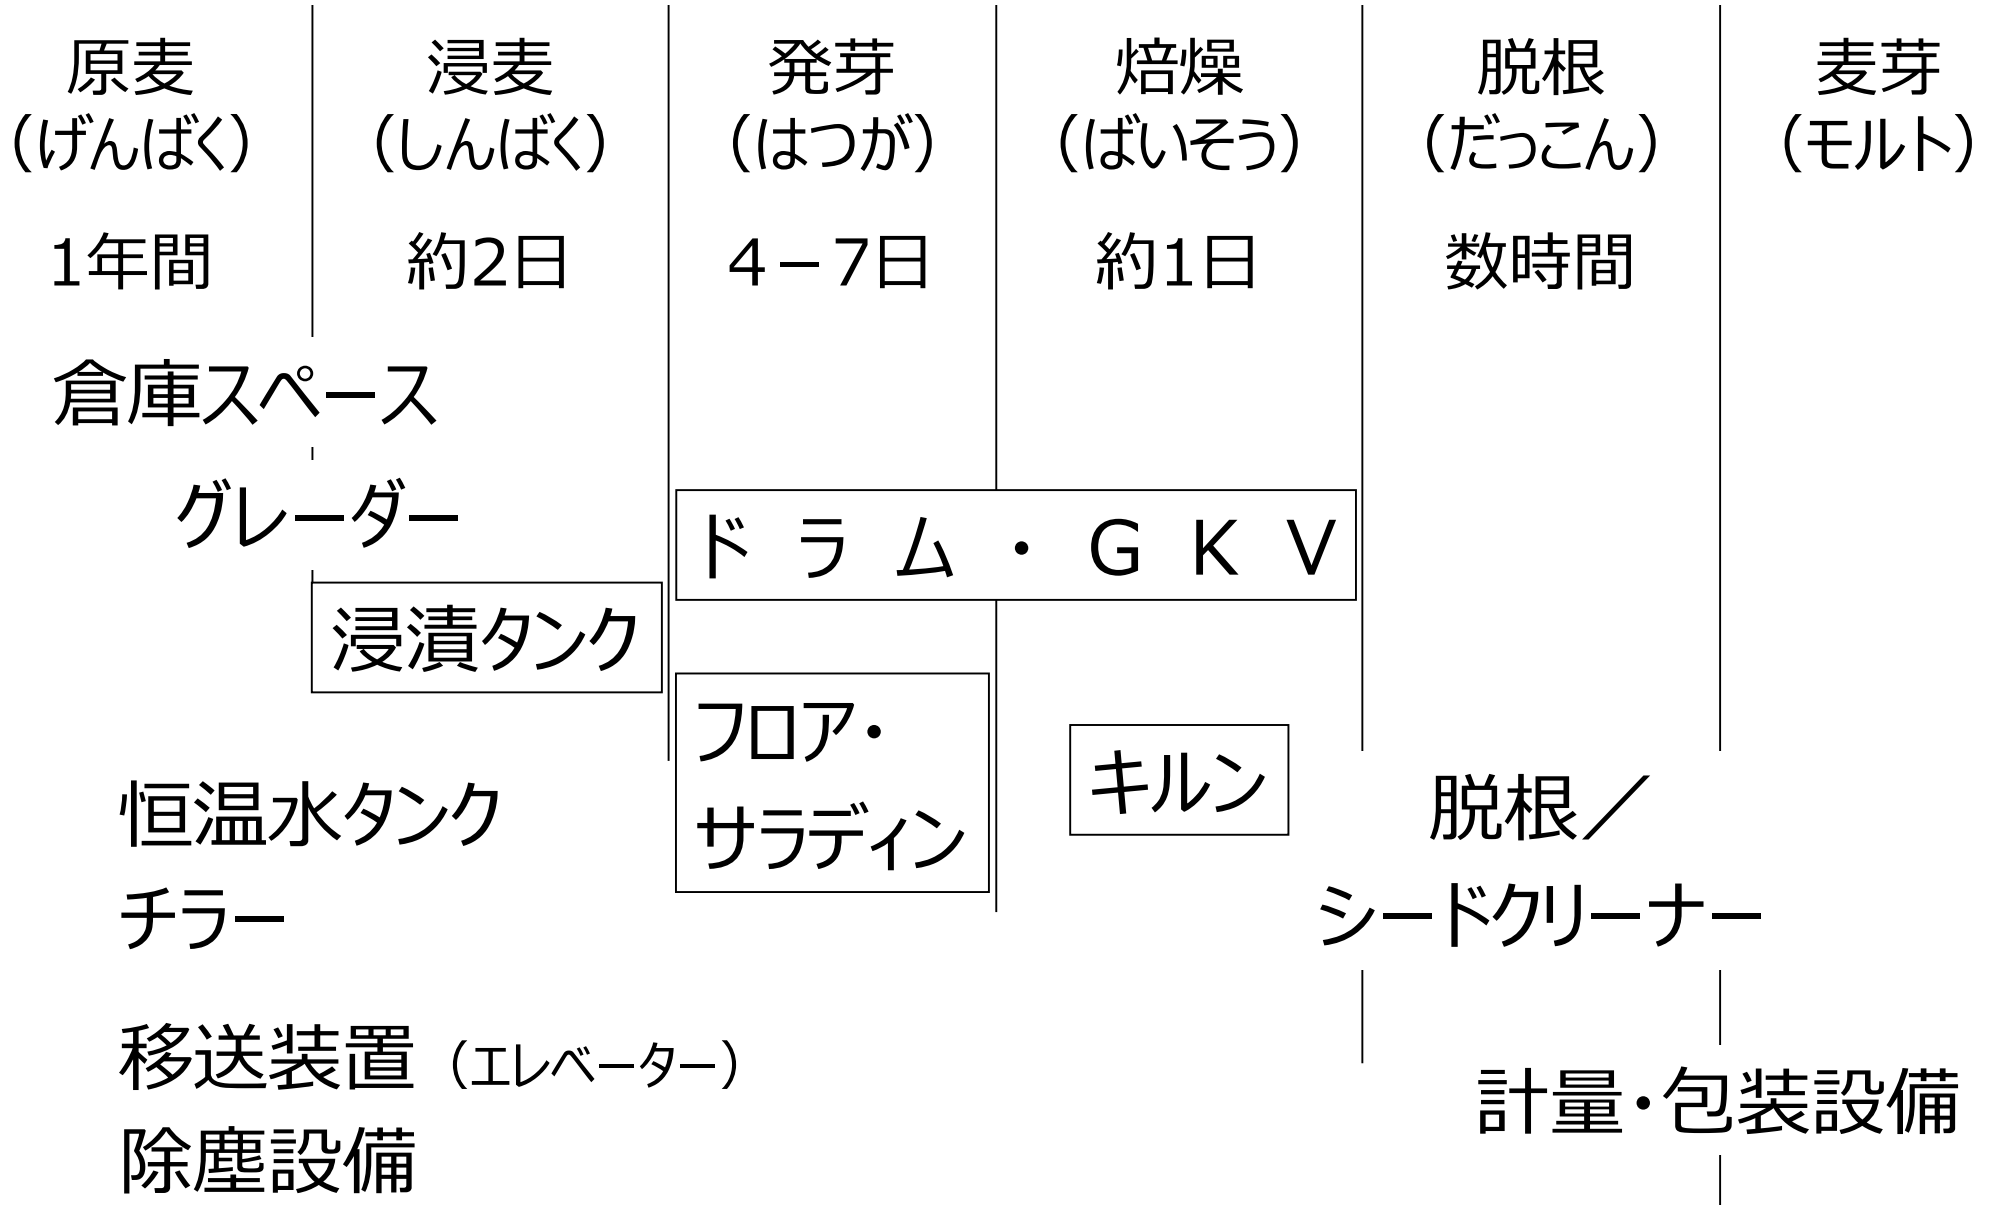 原麦 浸麦 発芽 焙燥 脱根 麦芽
（げんばく） （しんばく） （はつが） （ばいそう） （だっこん） （モルト）
1年間 約2日 4－7日 約1日 数時間
倉庫スペース
グレーダー
ドラム・GKV
浸漬タンク
フロア・
サラディン
キルン
恒温水タンク
チラー
脱根／
シードクリーナー
移送装置（エレベーター）
除塵設備
計量・包装設備